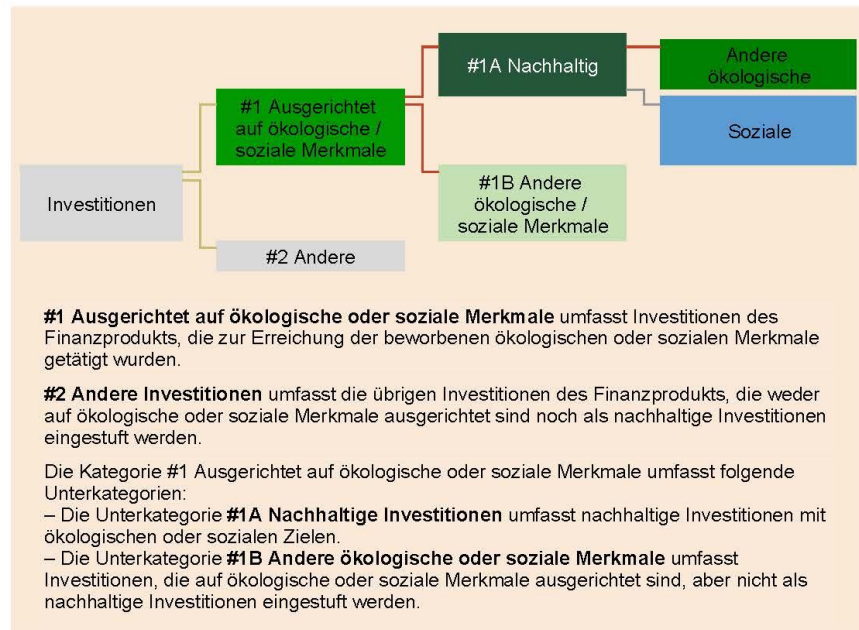 #1A Nachhaltig
Andere
ökologische
#1 Ausgerichtet
auf ökologische /
soziale Merkmale
Soziale
Investitionen
#1B Andere
ökologische /
soziale Merkmale
#2 Andere
#1 Ausgerichtet auf ökologische oder soziale Merkmale umfasst Investitionen des
Finanzprodukts, die zur Erreichung der beworbenen ökologischen oder sozialen Merkmale
getätigt wurden.
#2 Andere Investitionen umfasst die übrigen Investitionen des Finanzprodukts, die weder
auf ökologische oder soziale Merkmale ausgerichtet sind noch als nachhaltige Investitionen
eingestuft werden.
Die Kategorie #1 Ausgerichtet auf ökologische oder soziale Merkmale umfasst folgende
Unterkategorien:
– Die Unterkategorie #1A Nachhaltige Investitionen umfasst nachhaltige Investitionen mit
ökologischen oder sozialen Zielen.
– Die Unterkategorie #1B Andere ökologische oder soziale Merkmale umfasst
Investitionen, die auf ökologische oder soziale Merkmale ausgerichtet sind, aber nicht als
nachhaltige Investitionen eingestuft werden.